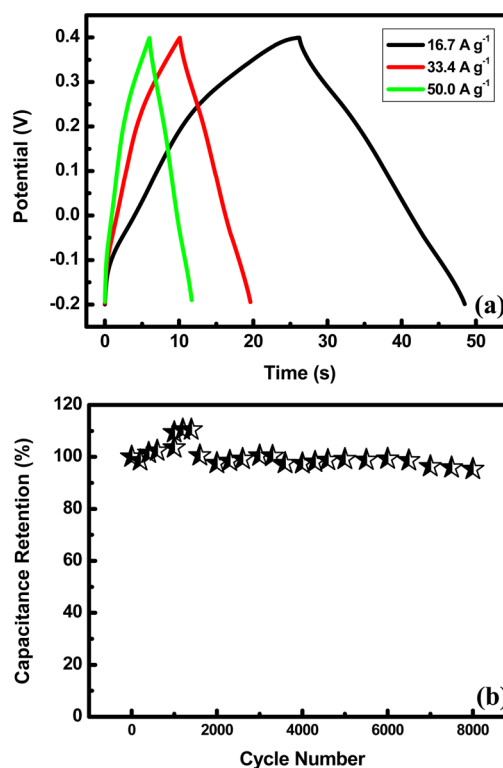 0.4
0.3
0.2
0.1
0.0
-0.1
-0.2
Potential (V)
16.7 A g-1
33.4 A g-1
50.0 A g-1
(a)
0 10 20 30 40 50
Time (s)
120
100
80
60
40
20
0
Capacitance Retention (%)
(b)
0 2000 4000 6000 8000
Cycle Number